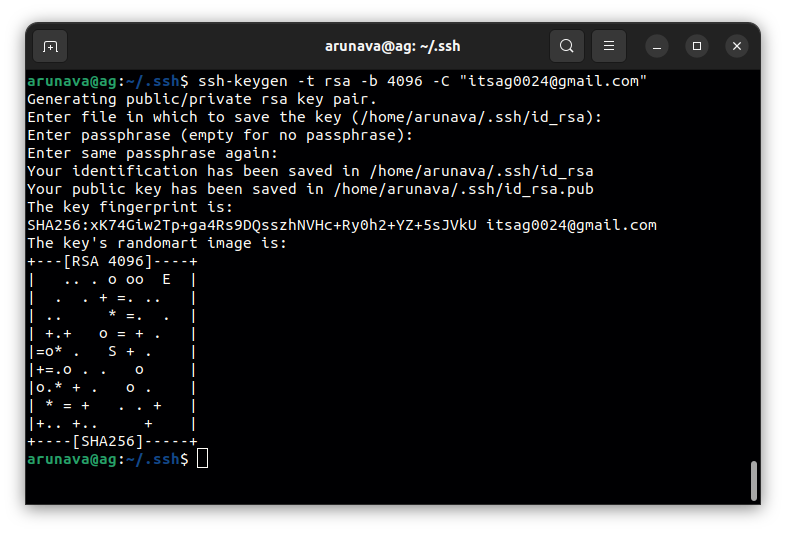 arunava@ag: ~/.ssh
arunava@ag:~/.ssh$ ssh-keygen -t rsa -b 4096 -C "itsag0024@gmail.com"
Generating public/private rsa key pair.
Enter file in which to save the key (/home/arunava/.ssh/id_rsa):
Enter passphrase (empty for no passphrase):
Enter same passphrase again:
Your identification has been saved in /home/arunava/.ssh/id_rsa
Your public key has been saved in /home/arunava/.ssh/id_rsa.pub
The key fingerprint is:
SHA256:xK74Giw2Tp+ga4Rs9DQsszhNVHc+Ry0h2+YZ+5sJVkU itsag0024@gmail.com
The key's randomart image is:
+---[RSA 4096]----+
|   .. . o oo  E  |
|  .  . + =. ..   |
| ..     * =.  .  |
| +.+   o = + .   |
|=o* .   S + .    |
|+=.o . .   o     |
|o.* + .   o .    |
| * = +   . . +   |
|+.. +..     +    |
+----[SHA256]-----+
arunava@ag:~/.ssh$